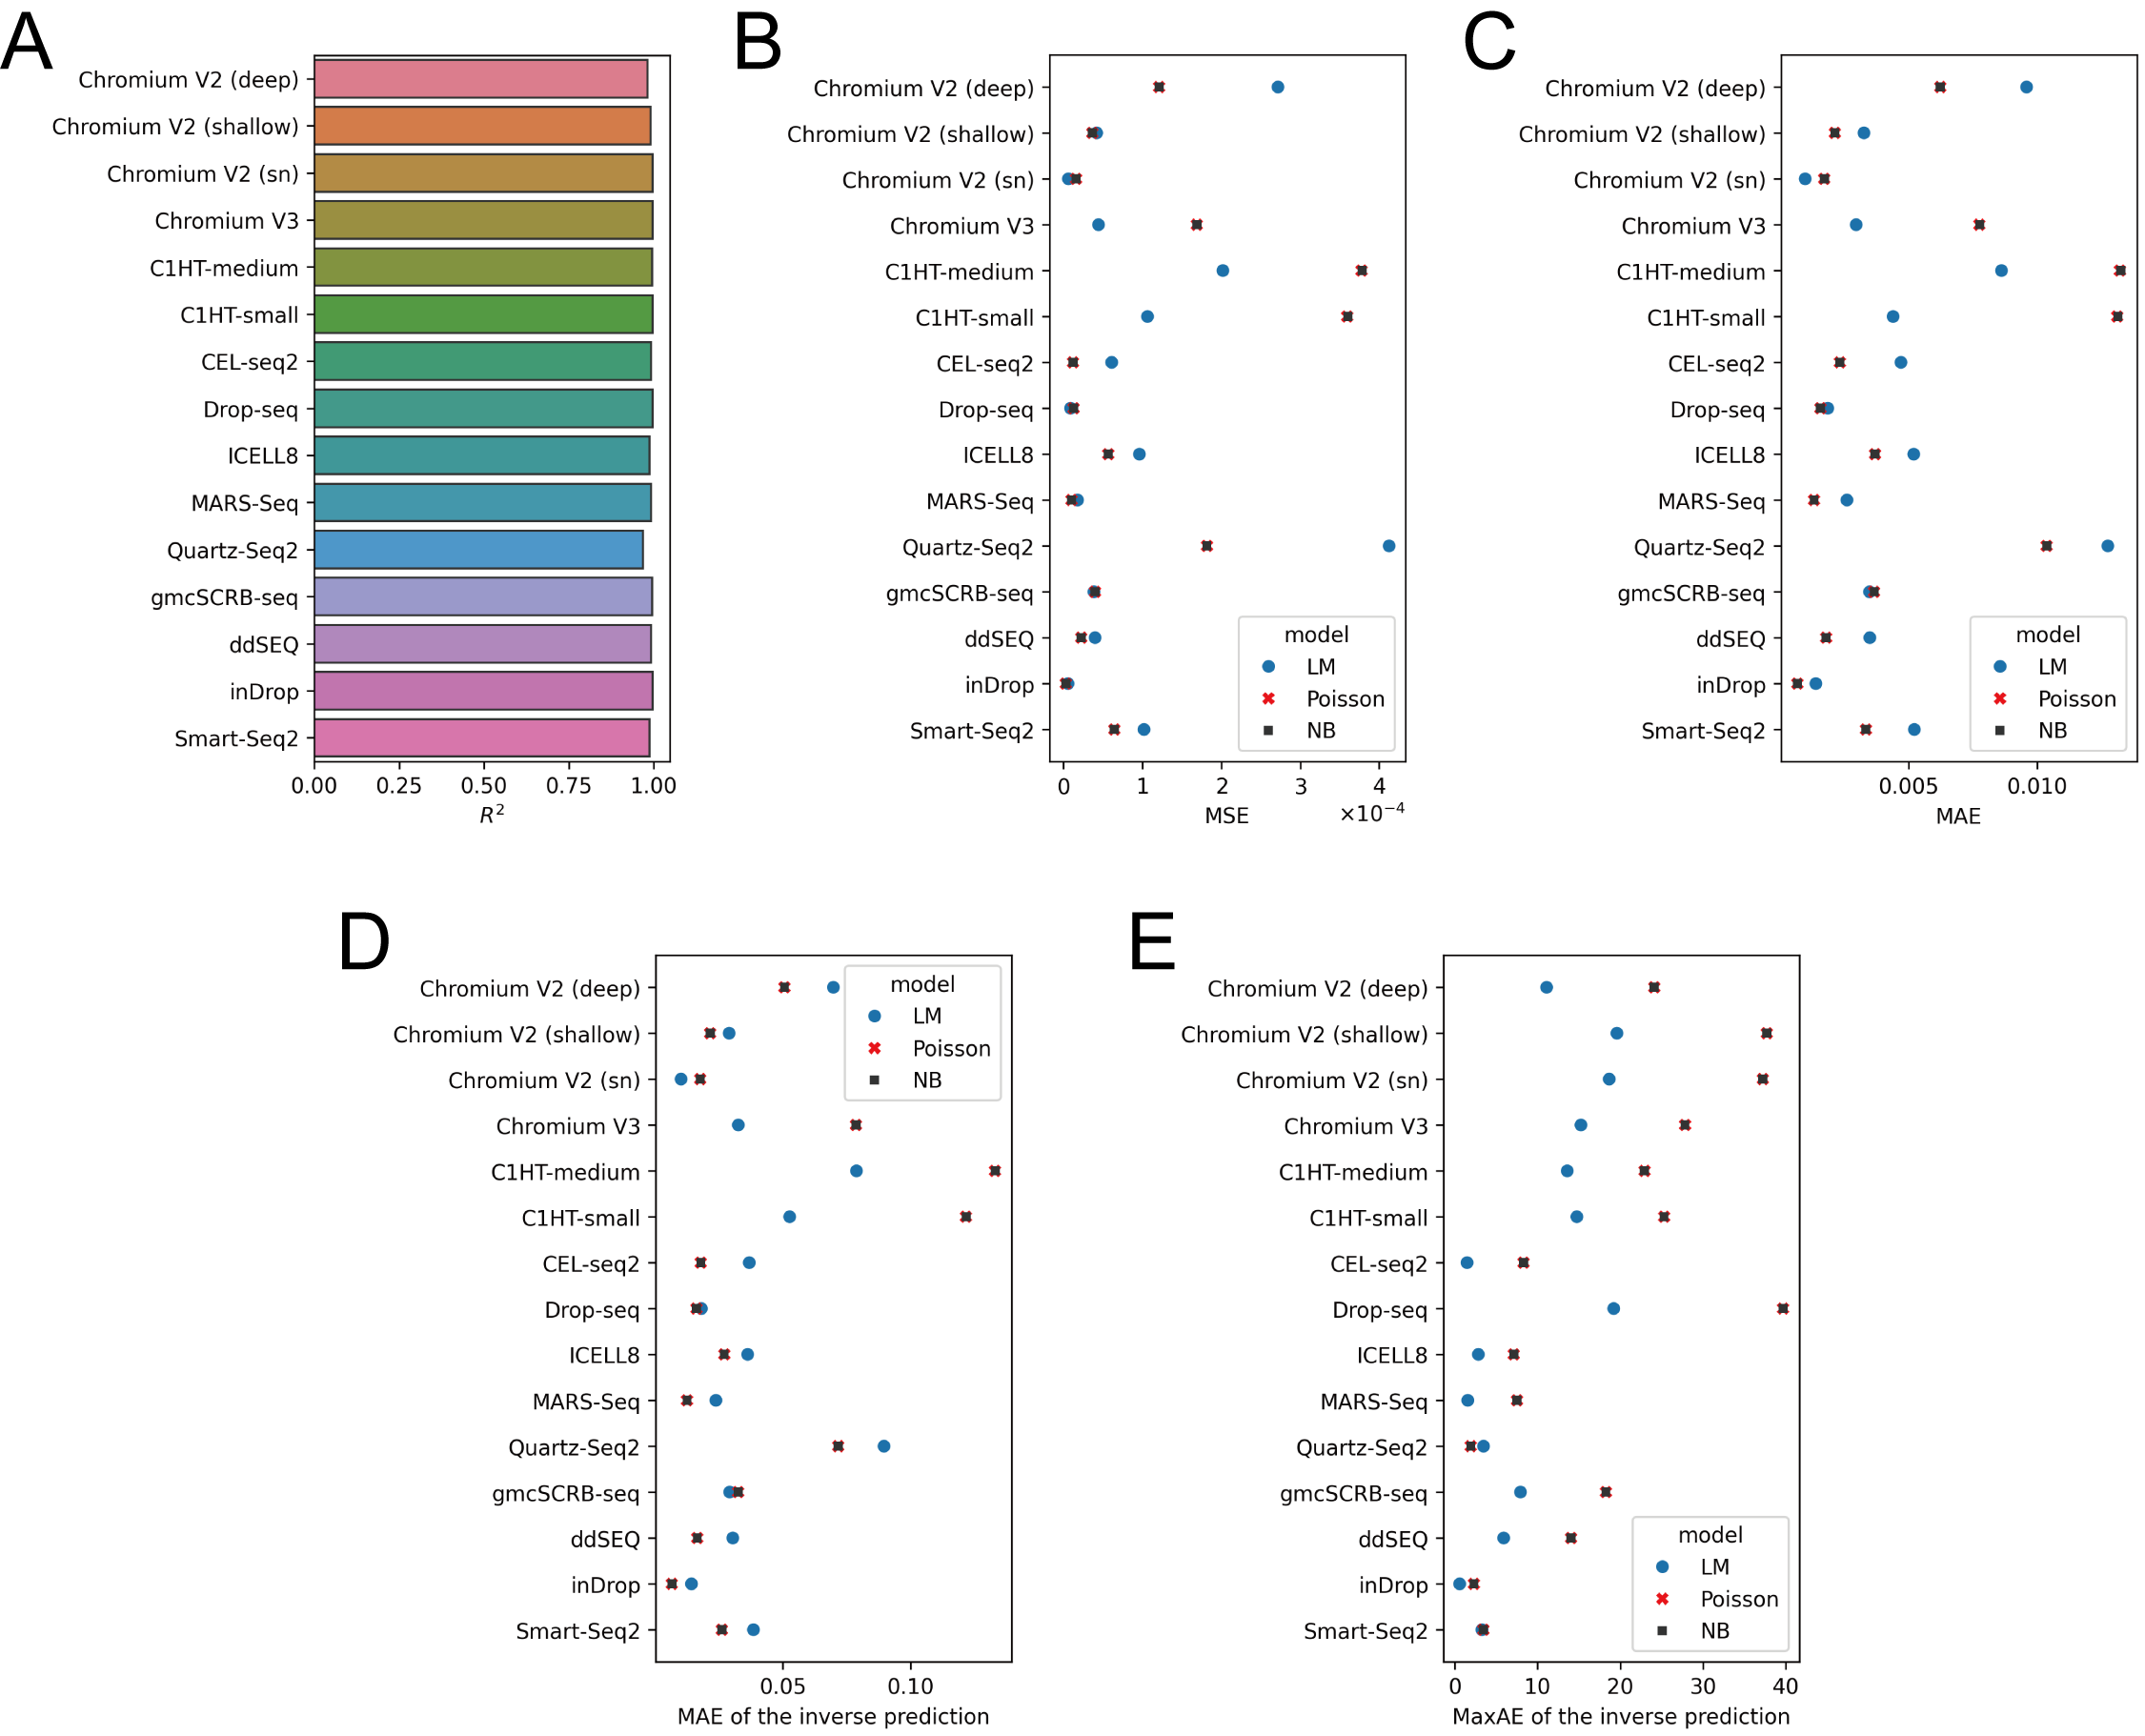 A
Chromium V2 (deep)
Chromium V2 (shallow)
Chromium V2 (sn)
Chromium V3
C1HT-medium
C1HT-small
CEL-seq2
Drop-seq
ICELL8
MARS-Seq
Quartz-Seq2
gmcSCRB-seq
ddSEQ
inDrop
Smart-Seq2
0.00 0.25 0.50 0.75 1.00
R²
B
Chromium V2 (deep)
Chromium V2 (shallow)
Chromium V2 (sn)
Chromium V3
C1HT-medium
C1HT-small
CEL-seq2
Drop-seq
ICELL8
MARS-Seq
Quartz-Seq2
gmcSCRB-seq
ddSEQ
inDrop
Smart-Seq2
model
LM
Poisson
NB
0 1 2 3 4
MSE ×10⁻⁴
C
Chromium V2 (deep)
Chromium V2 (shallow)
Chromium V2 (sn)
Chromium V3
C1HT-medium
C1HT-small
CEL-seq2
Drop-seq
ICELL8
MARS-Seq
Quartz-Seq2
gmcSCRB-seq
ddSEQ
inDrop
Smart-Seq2
model
LM
Poisson
NB
0.005 0.010
MAE
D
Chromium V2 (deep)
Chromium V2 (shallow)
Chromium V2 (sn)
Chromium V3
C1HT-medium
C1HT-small
CEL-seq2
Drop-seq
ICELL8
MARS-Seq
Quartz-Seq2
gmcSCRB-seq
ddSEQ
inDrop
Smart-Seq2
model
LM
Poisson
NB
0.05 0.10
MAE of the inverse prediction
E
Chromium V2 (deep)
Chromium V2 (shallow)
Chromium V2 (sn)
Chromium V3
C1HT-medium
C1HT-small
CEL-seq2
Drop-seq
ICELL8
MARS-Seq
Quartz-Seq2
gmcSCRB-seq
ddSEQ
inDrop
Smart-Seq2
model
LM
Poisson
NB
0 10 20 30 40
MaxAE of the inverse prediction